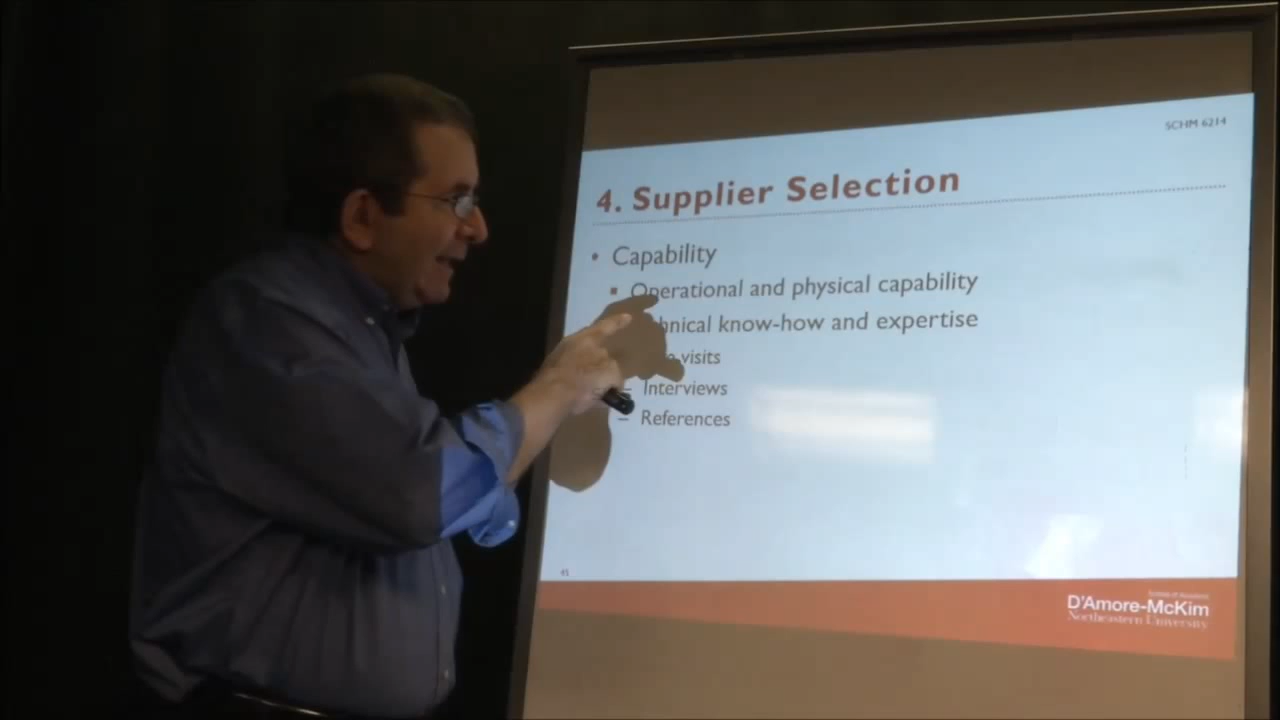 SCHM 6214
4. Supplier Selection
• Capability
▪ Operational and physical capability
know-how and expertise
visits
– Interviews
– References
45
D'Amore-McKim
Northeastern University